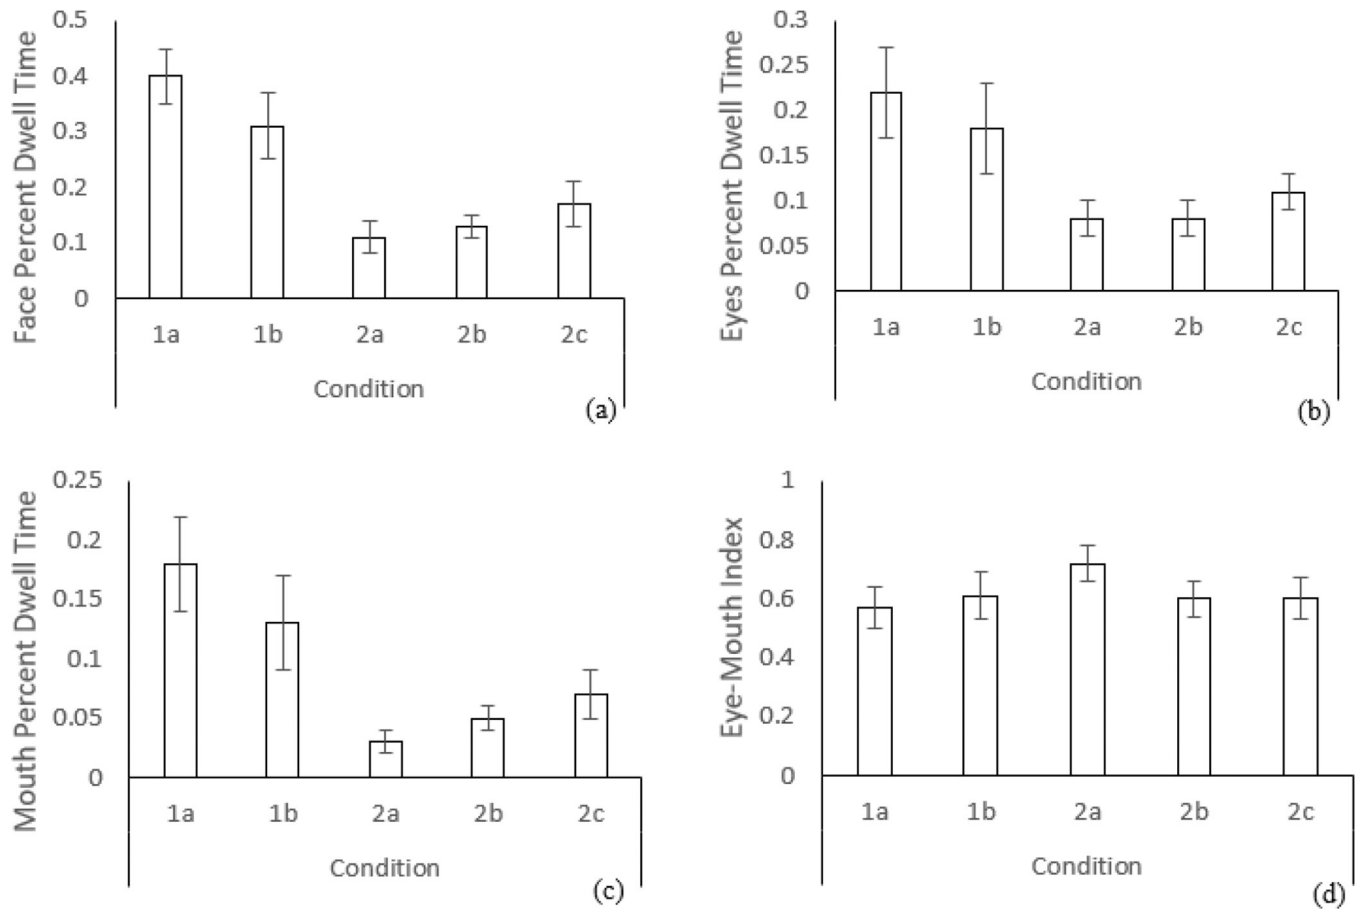 Face Percent Dwell Time
0.5
0.4
0.3
0.2
0.1
0
1a 1b 2a 2b 2c
Condition
(a)
Eyes Percent Dwell Time
0.3
0.25
0.2
0.15
0.1
0.05
0
1a 1b 2a 2b 2c
Condition
(b)
Mouth Percent Dwell Time
0.25
0.2
0.15
0.1
0.05
0
1a 1b 2a 2b 2c
Condition
(c)
Eye-Mouth Index
1
0.8
0.6
0.4
0.2
0
1a 1b 2a 2b 2c
Condition
(d)